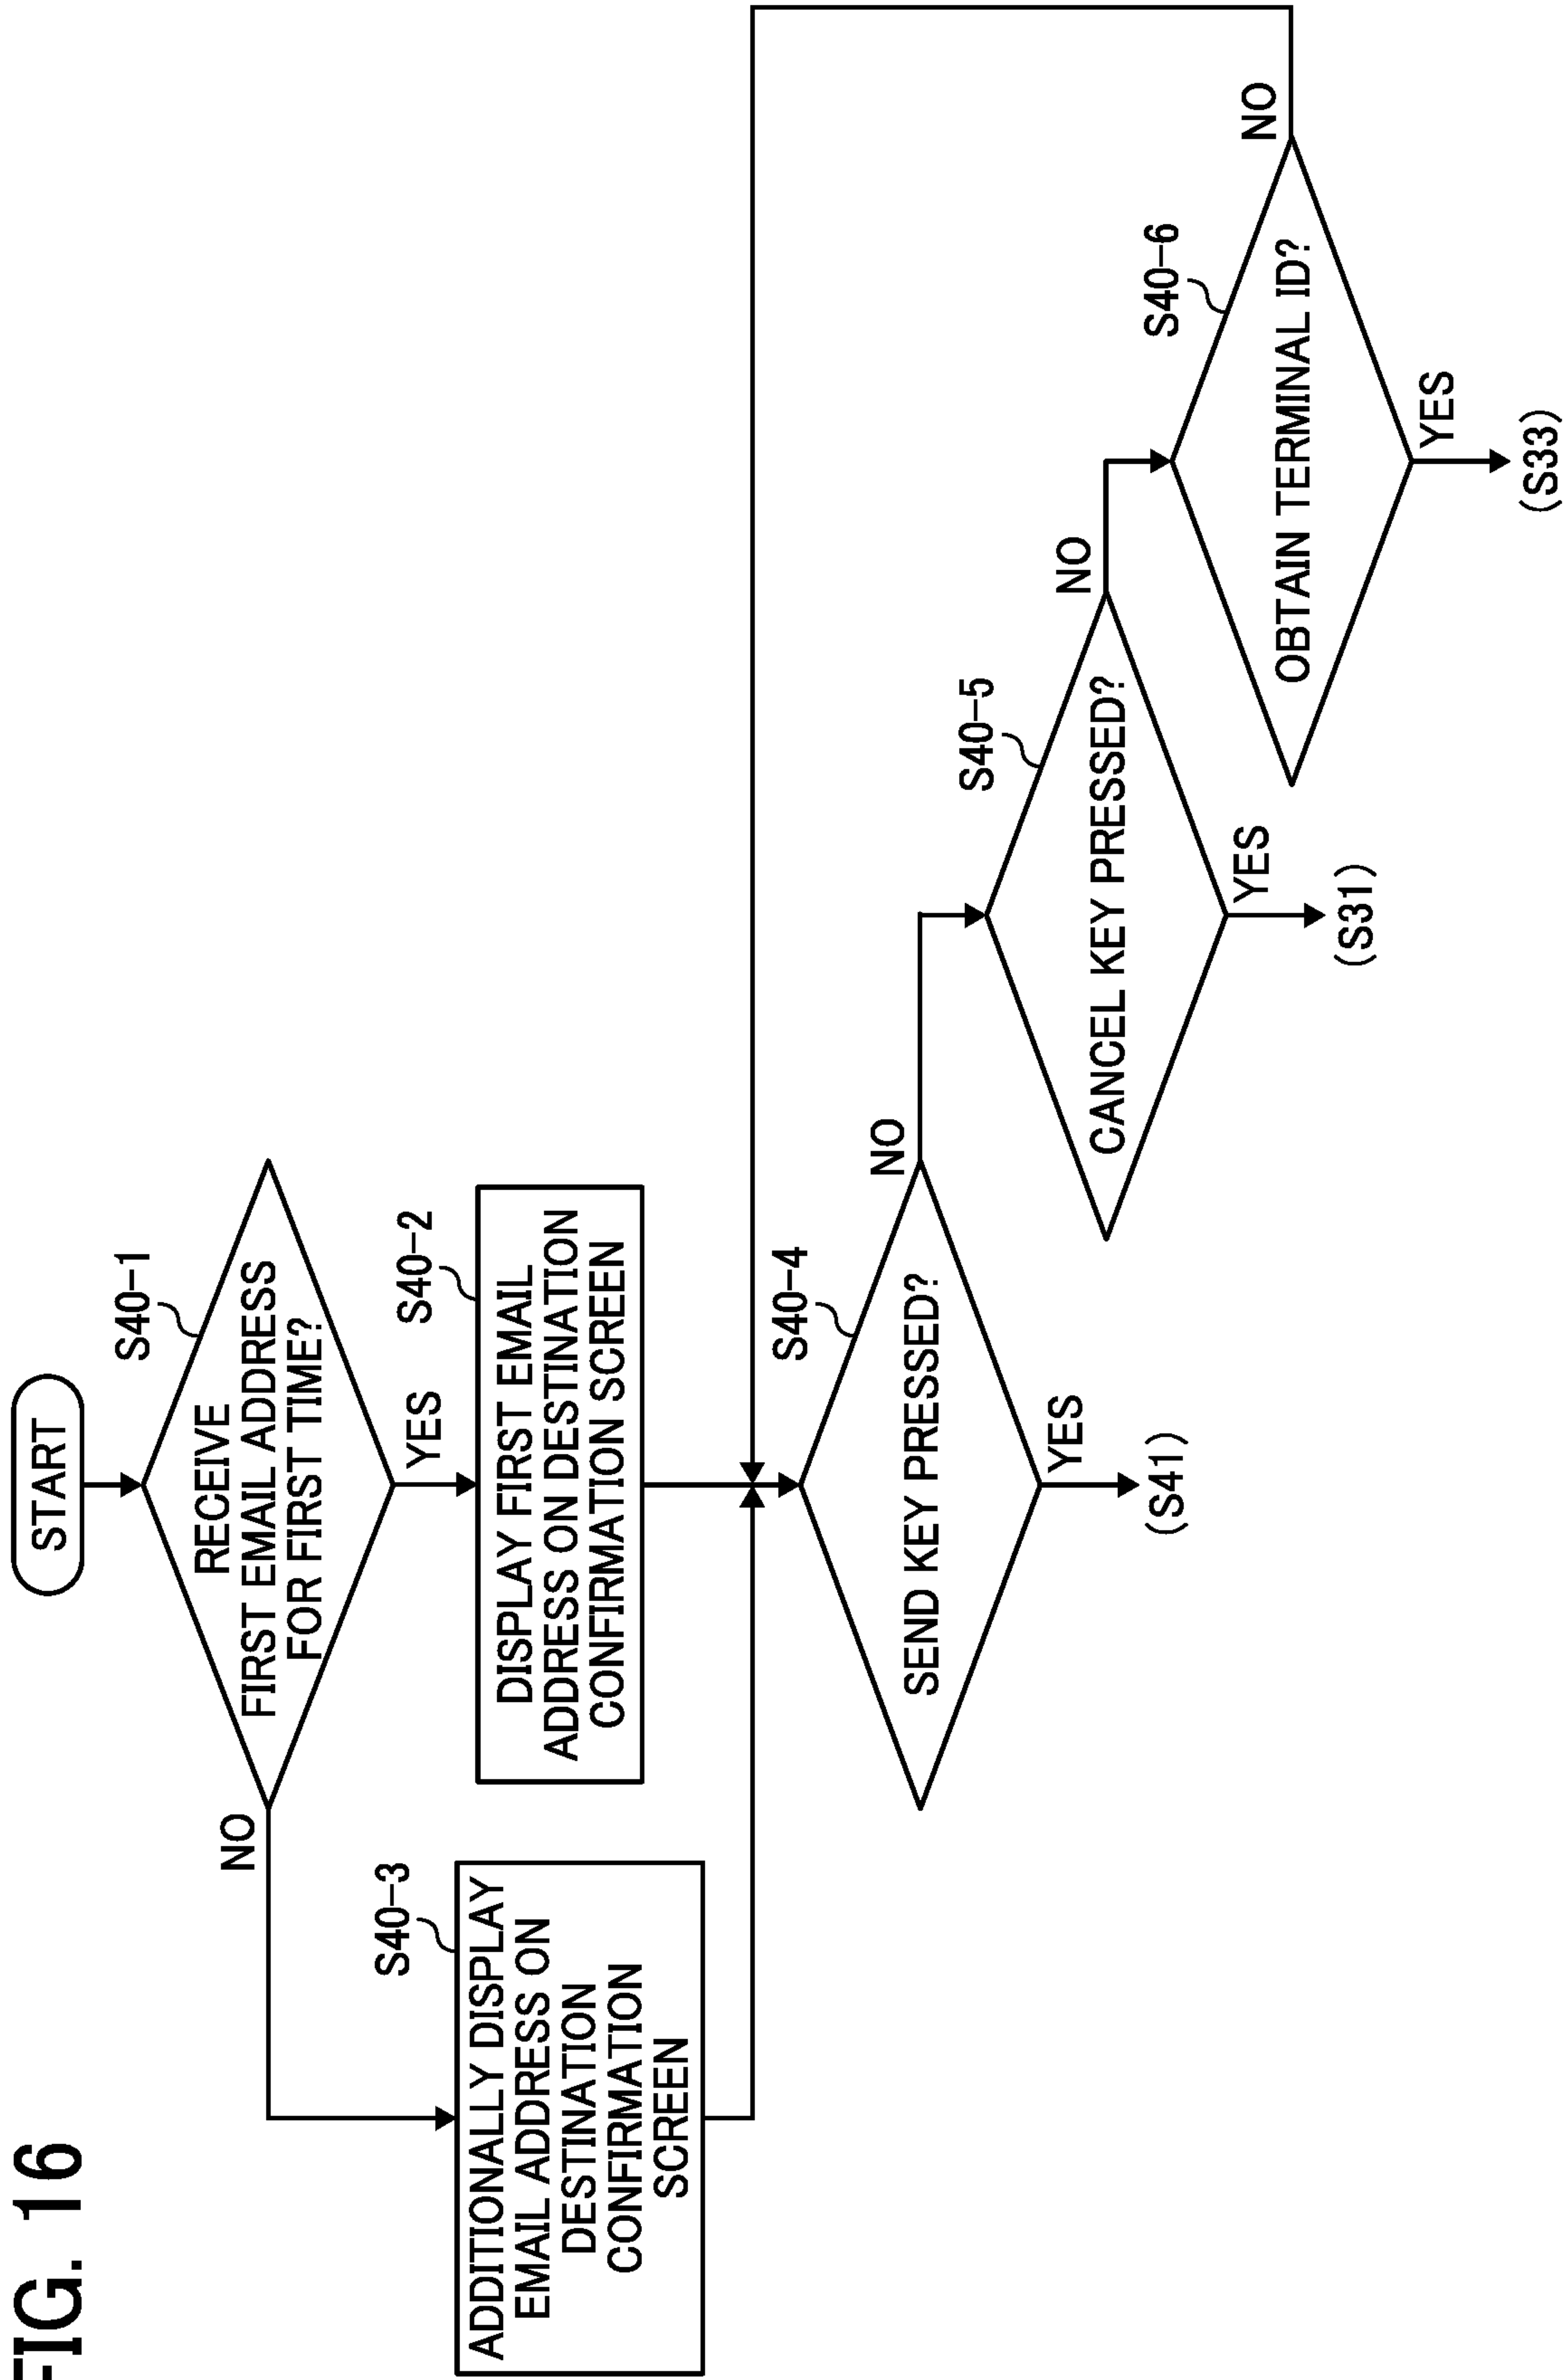 FIG. 16
START
S40-1
RECEIVE
FIRST EMAIL ADDRESS
FOR FIRST TIME?
NO
YES
S40-3
ADDITIONALLY DISPLAY
EMAIL ADDRESS ON
DESTINATION
CONFIRMATION
SCREEN
S40-2
DISPLAY FIRST EMAIL
ADDRESS ON DESTINATION
CONFIRMATION SCREEN
S40-4
SEND KEY PRESSED?
NO
YES
(S41)
S40-5
CANCEL KEY PRESSED?
NO
YES
(S31)
S40-6
OBTAIN TERMINAL ID?
NO
YES
(S33)